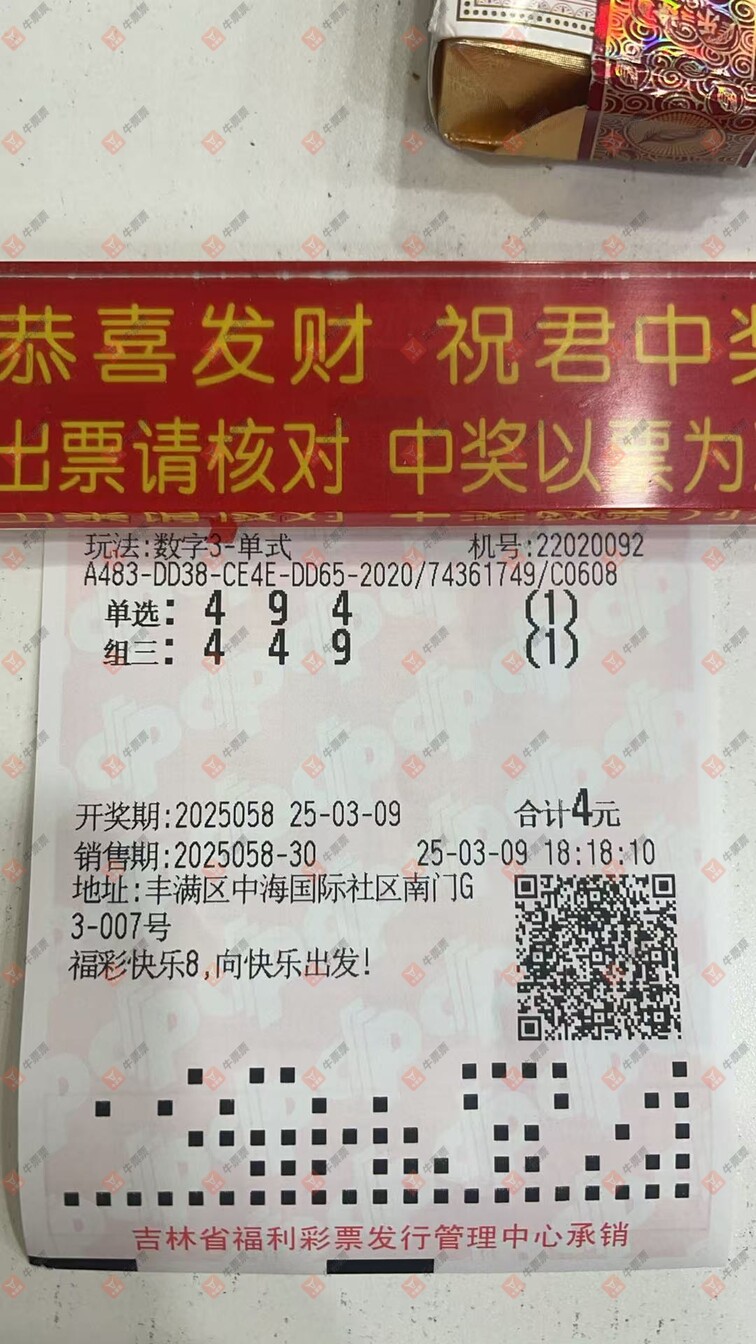 恭喜发财 祝君中奖
出票请核对 中奖以票为
玩法:数字3-单式 机号:22020092
A483-DD38-CE4E-DD65-2020/74361749/C0608
单选: 4 9 4 (1)
组三: 4 4 9 (1)
开奖期:2025058 25-03-09 合计4元
销售期:2025058-30 25-03-09 18:18:10
地址:丰满区中海国际社区南门G
3-007号
福彩快乐8,向快乐出发!
吉林省福利彩票发行管理中心承销
牛票票